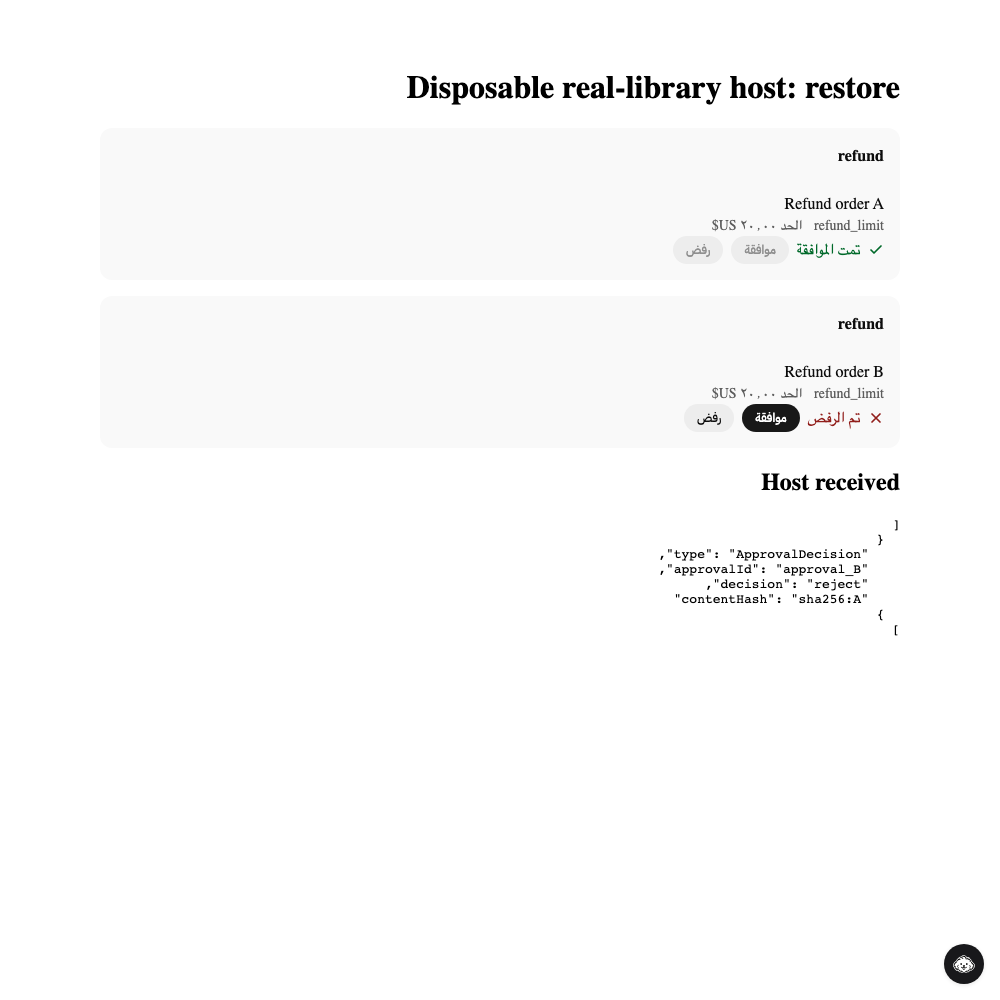 Disposable real-library host: restore
refund
Refund order A
refund_limit الحد ٢٠٫٠٠ US$
تمت الموافقة موافقة رفض
refund
Refund order B
refund_limit الحد ٢٠٫٠٠ US$
تم الرفض موافقة رفض
Host received
[
{
"type": "ApprovalDecision",
"approvalId": "approval_B",
"decision": "reject",
"contentHash": "sha256:A"
}
]